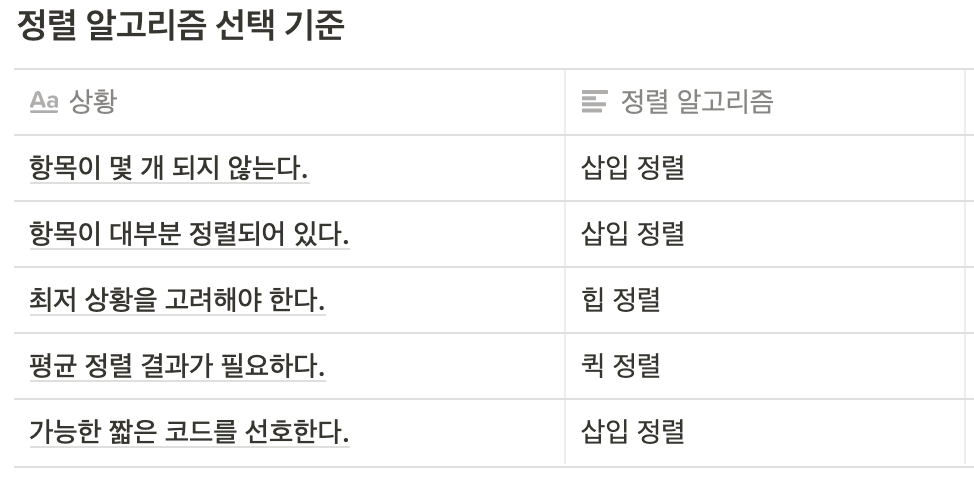 정렬 알고리즘 선택 기준
Aa 상황 정렬 알고리즘
항목이 몇 개 되지 않는다. 삽입 정렬
항목이 대부분 정렬되어 있다. 삽입 정렬
최저 상황을 고려해야 한다. 힙 정렬
평균 정렬 결과가 필요하다. 퀵 정렬
가능한 짧은 코드를 선호한다. 삽입 정렬